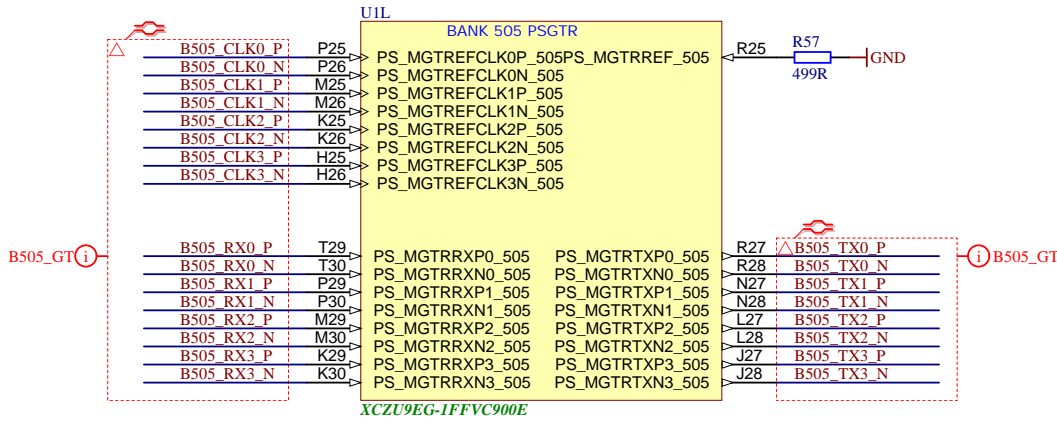 U1L
BANK 505 PSGTR
B505_CLK0_P P25 PS_MGTREFCLK0P_505 PS_MGTRREF_505 R25 R57 GND
499R
B505_CLK0_N P26 PS_MGTREFCLK0N_505
B505_CLK1_P M25 PS_MGTREFCLK1P_505
B505_CLK1_N M26 PS_MGTREFCLK1N_505
B505_CLK2_P K25 PS_MGTREFCLK2P_505
B505_CLK2_N K26 PS_MGTREFCLK2N_505
B505_CLK3_P H25 PS_MGTREFCLK3P_505
B505_CLK3_N H26 PS_MGTREFCLK3N_505
B505_GT i B505_RX0_P T29 PS_MGTRRXP0_505 PS_MGTRTXP0_505 R27 B505_TX0_P i B505_GT
B505_RX0_N T30 PS_MGTRRXN0_505 PS_MGTRTXN0_505 R28 B505_TX0_N
B505_RX1_P P29 PS_MGTRRXP1_505 PS_MGTRTXP1_505 N27 B505_TX1_P
B505_RX1_N P30 PS_MGTRRXN1_505 PS_MGTRTXN1_505 N28 B505_TX1_N
B505_RX2_P M29 PS_MGTRRXP2_505 PS_MGTRTXP2_505 L27 B505_TX2_P
B505_RX2_N M30 PS_MGTRRXN2_505 PS_MGTRTXN2_505 L28 B505_TX2_N
B505_RX3_P K29 PS_MGTRRXP3_505 PS_MGTRTXP3_505 J27 B505_TX3_P
B505_RX3_N K30 PS_MGTRRXN3_505 PS_MGTRTXN3_505 J28 B505_TX3_N
XCZU9EG-1FFVC900E